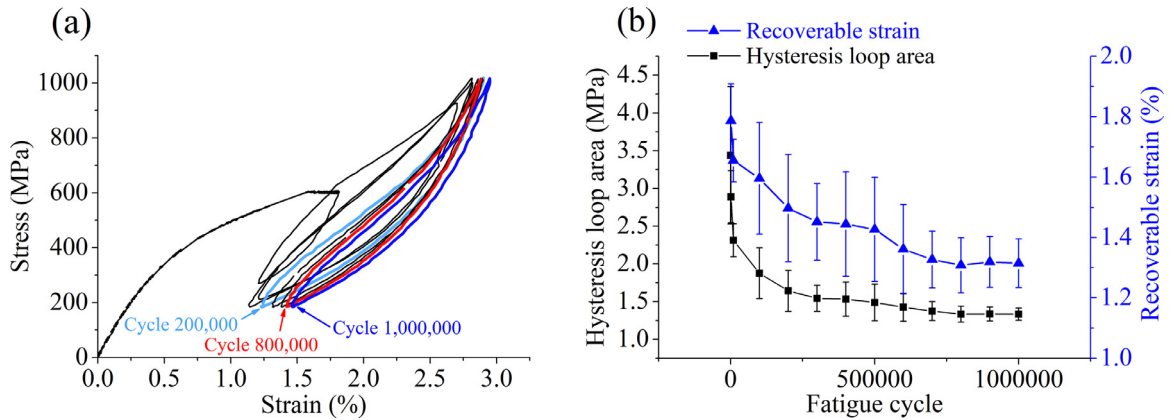 (a)
Stress (MPa)
1000
800
600
400
200
0
0.0 0.5 1.0 1.5 2.0 2.5 3.0
Strain (%)
Cycle 200,000
Cycle 800,000
Cycle 1,000,000
(b)
Recoverable strain
Hysteresis loop area
Hysteresis loop area (MPa)
4.5
4.0
3.5
3.0
2.5
2.0
1.5
1.0
0 500000 1000000
Fatigue cycle
2.0
1.8
1.6
1.4
1.2
1.0
Recoverable strain (%)